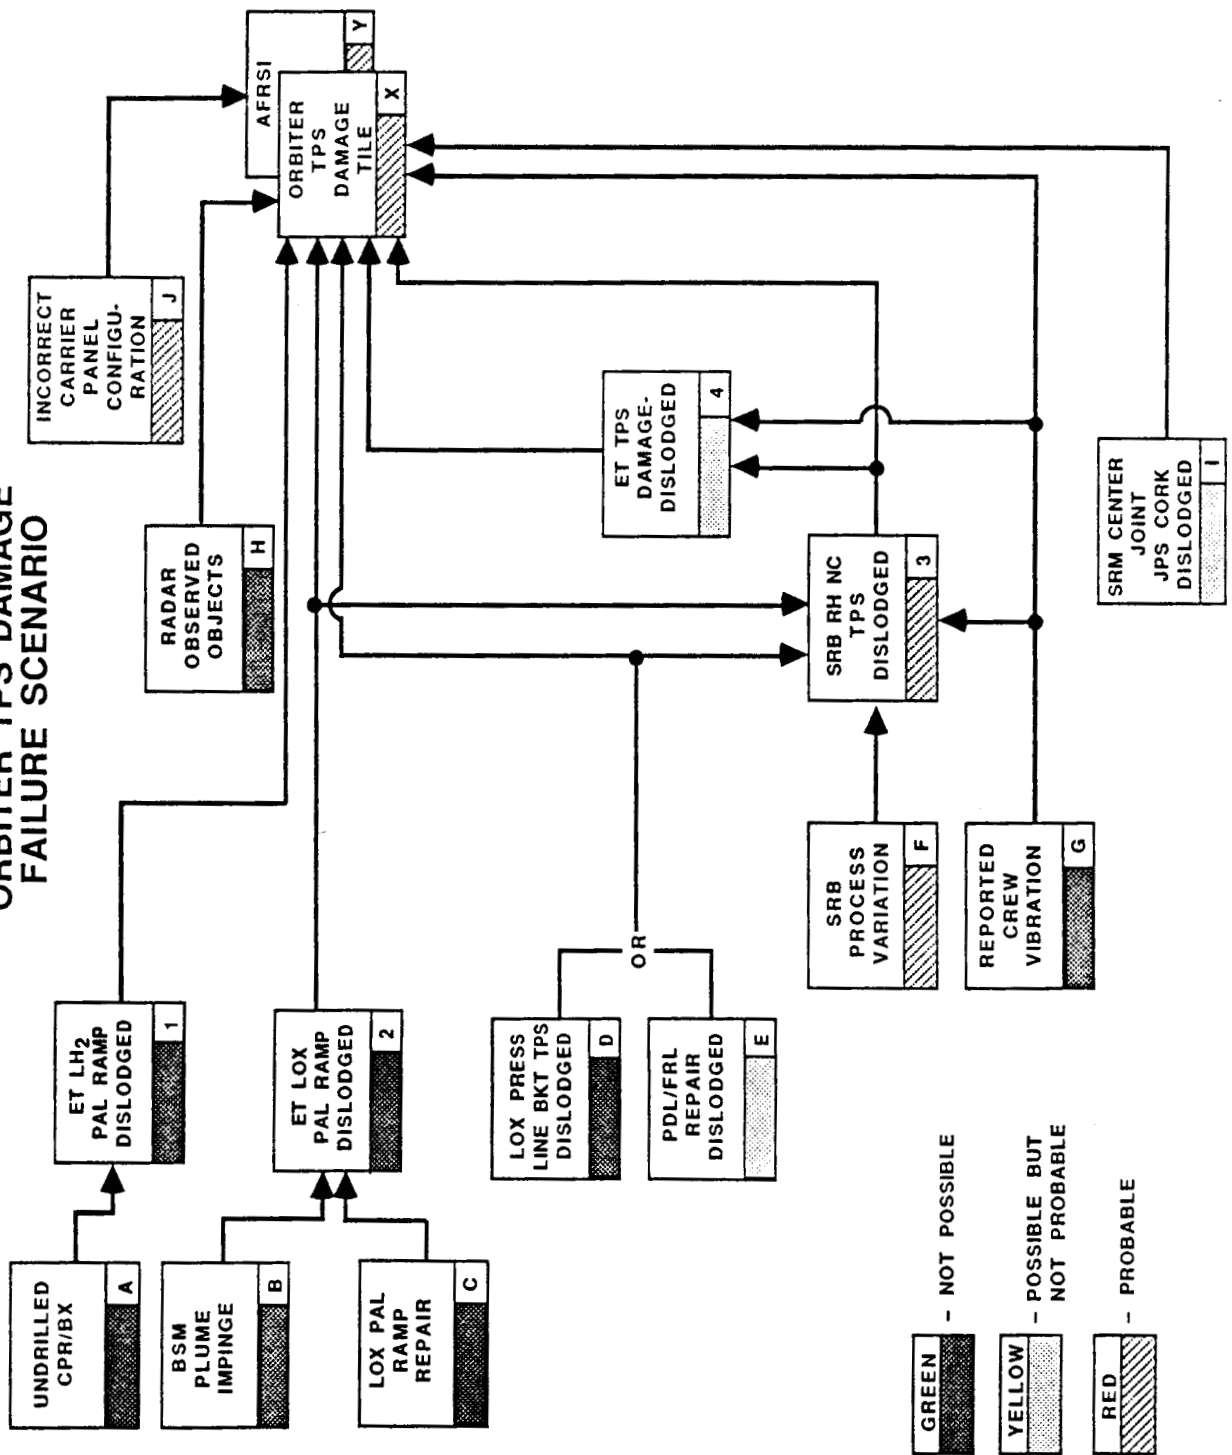 ORBITER TPS DAMAGE
FAILURE SCENARIO
UNDRILLED
CPR/BX
A
BSM
PLUME
IMPINGE
B
LOX PAL
RAMP
REPAIR
C
ET LH2
PAL RAMP
DISLODGED
1
ET LOX
PAL RAMP
DISLODGED
2
LOX PRESS
LINE BKT TPS
DISLODGED
D
PDL/FRL
REPAIR
DISLODGED
E
OR
SRB
PROCESS
VARIATION
F
REPORTED
CREW
VIBRATION
G
RADAR
OBSERVED
OBJECTS
H
SRB RH NC
TPS
DISLODGED
3
ET TPS
DAMAGE-
DISLODGED
4
SRM CENTER
JOINT
JPS CORK
DISLODGED
I
INCORRECT
CARRIER
PANEL
CONFIGU-
RATION
J
AFRSI
Y
ORBITER
TPS
DAMAGE
TILE
X
GREEN – NOT POSSIBLE
YELLOW – POSSIBLE BUT
NOT PROBABLE
RED – PROBABLE